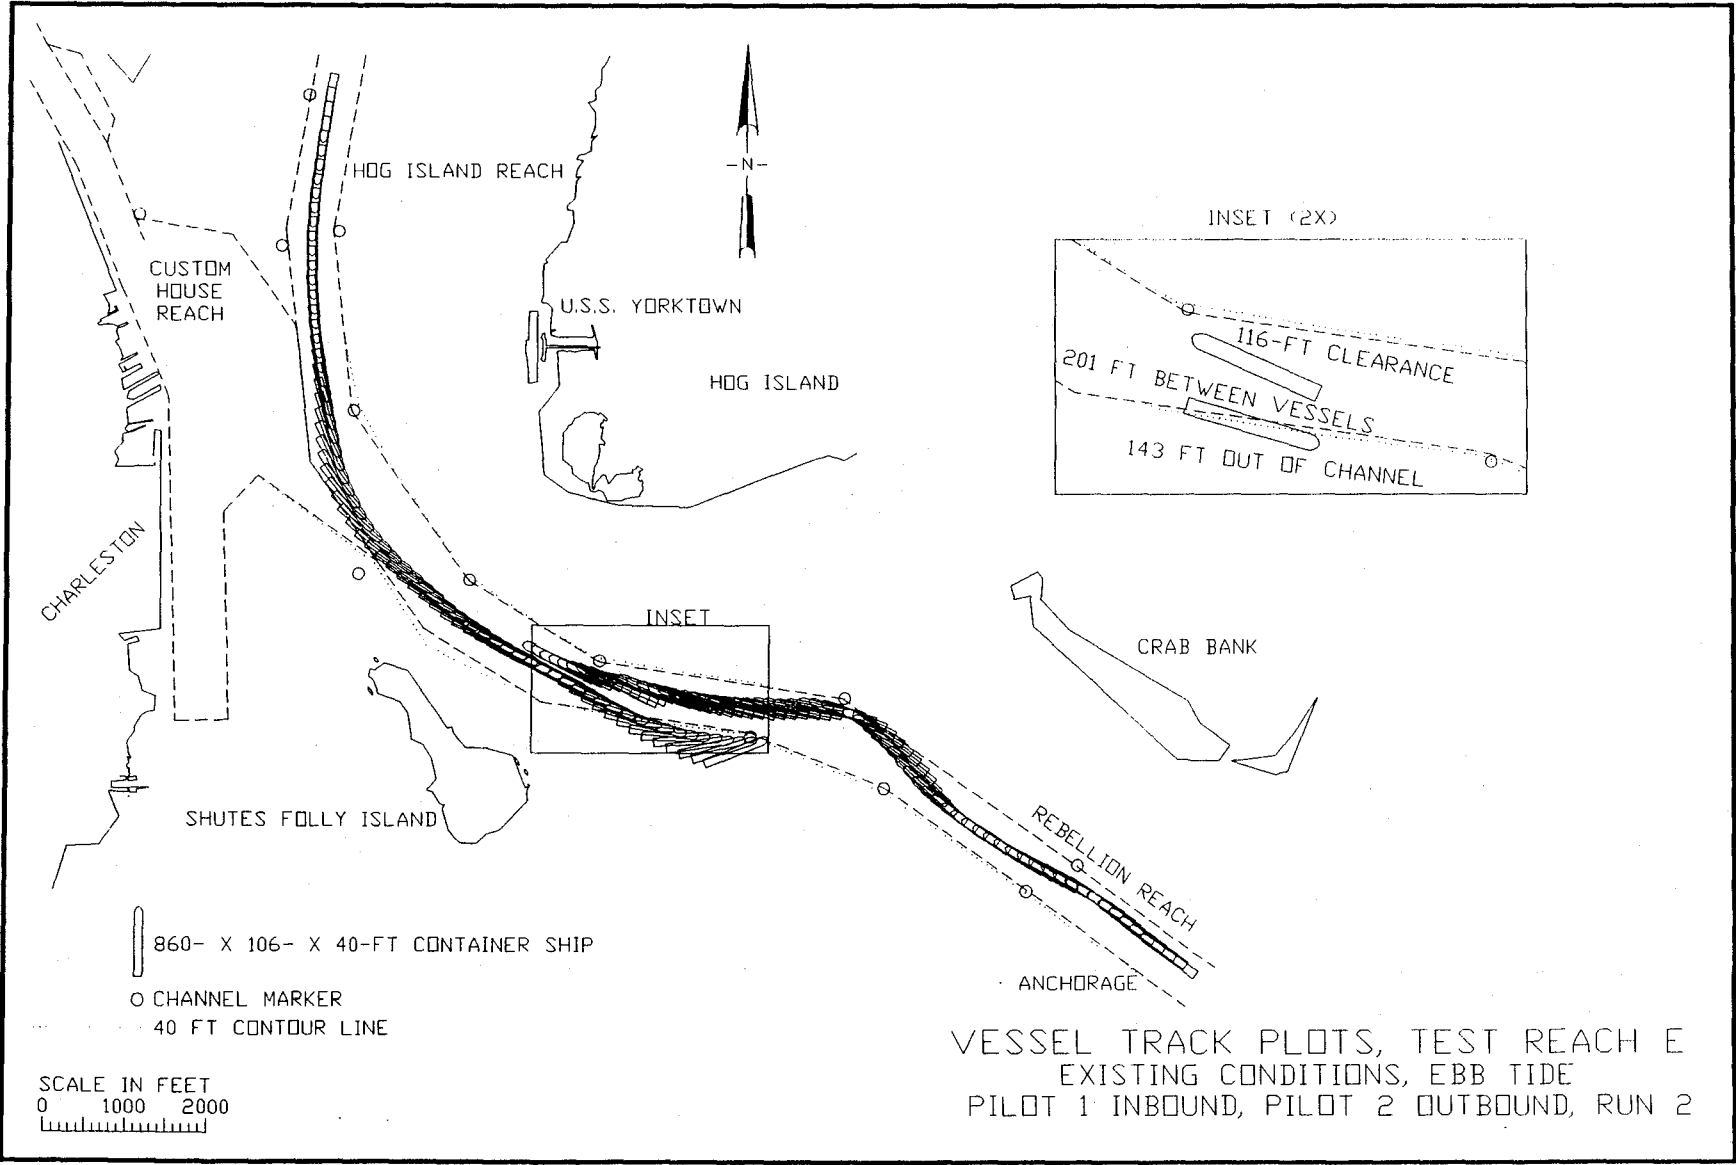 HOG ISLAND REACH
-N-
INSET (2X)
CUSTOM
HOUSE
REACH
U.S.S. YORKTOWN
HOG ISLAND
116-FT CLEARANCE
201 FT BETWEEN VESSELS
143 FT OUT OF CHANNEL
CHARLESTON
INSET
CRAB BANK
SHUTES FOLLY ISLAND
REBELLION REACH
ANCHORAGE
860- X 106- X 40-FT CONTAINER SHIP
CHANNEL MARKER
40 FT CONTOUR LINE
SCALE IN FEET
0 1000 2000
VESSEL TRACK PLOTS, TEST REACH E
EXISTING CONDITIONS, EBB TIDE
PILOT 1 INBOUND, PILOT 2 OUTBOUND, RUN 2